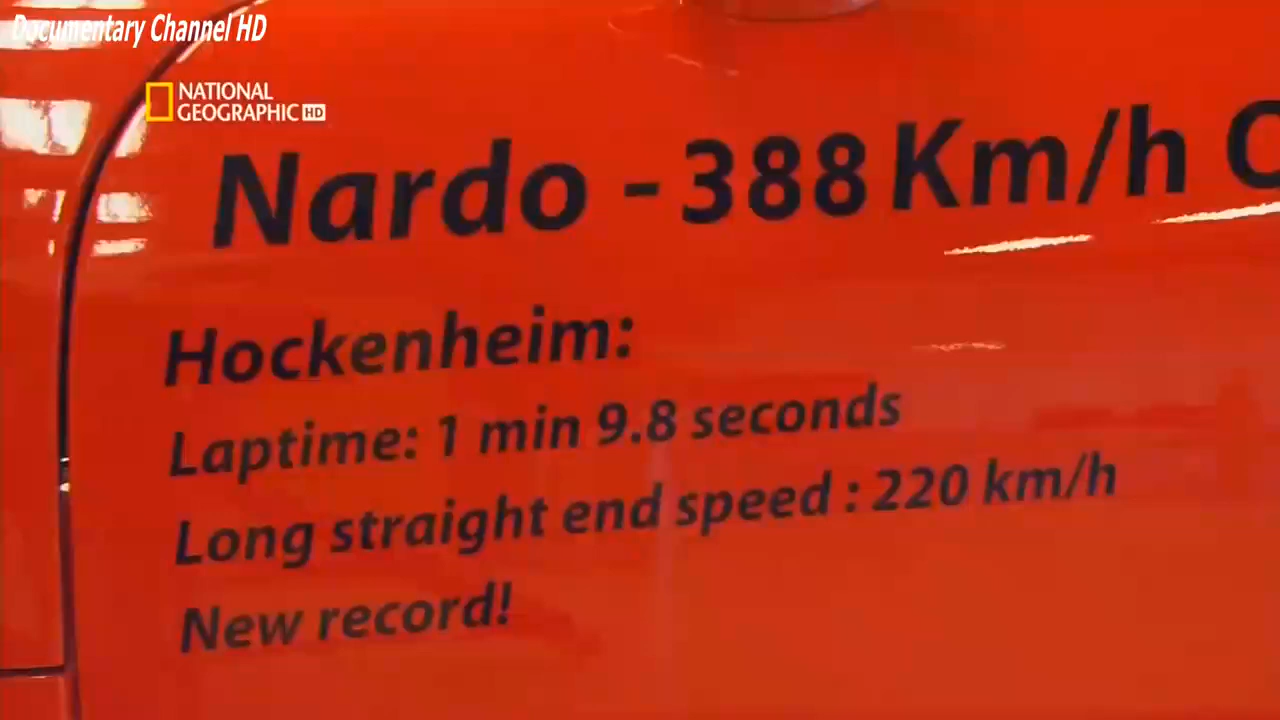 Documentary Channel HD
NATIONAL
GEOGRAPHIC HD
Nardo - 388 Km/h
Hockenheim:
Laptime: 1 min 9.8 seconds
Long straight end speed : 220 km/h
New record!